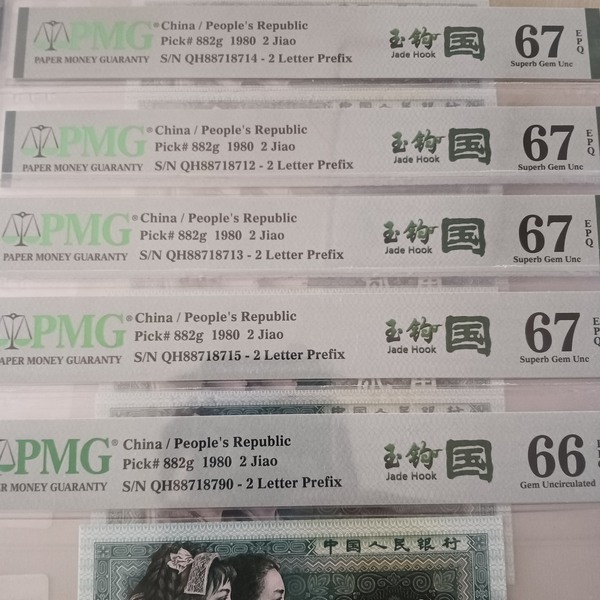 PMG®
PAPER MONEY GUARANTY
China / People's Republic
Pick# 882g 1980 2 Jiao
S/N QH88718714 - 2 Letter Prefix
玉钩国
Jade Hook
67 EPQ
Superb Gem Unc
PMG®
PAPER MONEY GUARANTY
China / People's Republic
Pick# 882g 1980 2 Jiao
S/N QH88718712 - 2 Letter Prefix
玉钩国
Jade Hook
67 EPQ
Superb Gem Unc
PMG®
PAPER MONEY GUARANTY
China / People's Republic
Pick# 882g 1980 2 Jiao
S/N QH88718713 - 2 Letter Prefix
玉钩国
Jade Hook
67 EPQ
Superb Gem Unc
PMG®
PAPER MONEY GUARANTY
China / People's Republic
Pick# 882g 1980 2 Jiao
S/N QH88718715 - 2 Letter Prefix
玉钩国
Jade Hook
67 EPQ
Superb Gem Unc
PMG®
MONEY GUARANTY
China / People's Republic
Pick# 882g 1980 2 Jiao
S/N QH88718790 - 2 Letter Prefix
玉钩国
Jade Hook
66
Gem Uncirculated
中国人民银行